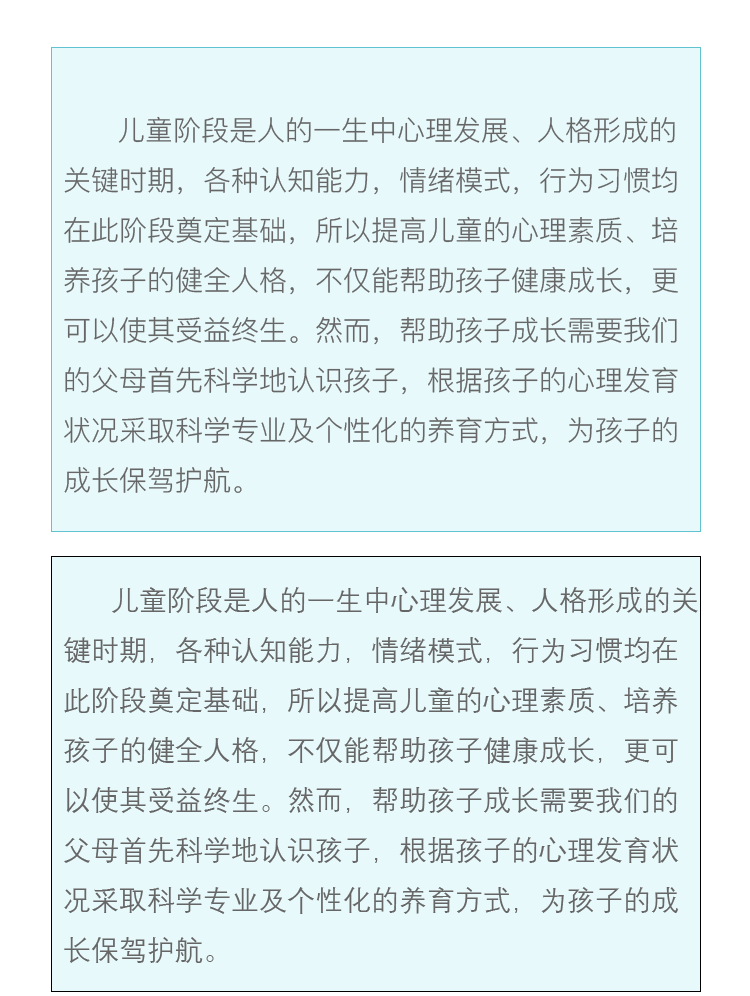 儿童阶段是人的一生中心理发展、人格形成的
关键时期，各种认知能力，情绪模式，行为习惯均
在此阶段奠定基础，所以提高儿童的心理素质、培
养孩子的健全人格，不仅能帮助孩子健康成长，更
可以使其受益终生。然而，帮助孩子成长需要我们
的父母首先科学地认识孩子，根据孩子的心理发育
状况采取科学专业及个性化的养育方式，为孩子的
成长保驾护航。
儿童阶段是人的一生中心理发展、人格形成的关
键时期，各种认知能力，情绪模式，行为习惯均在
此阶段奠定基础，所以提高儿童的心理素质、培养
孩子的健全人格，不仅能帮助孩子健康成长，更可
以使其受益终生。然而，帮助孩子成长需要我们的
父母首先科学地认识孩子，根据孩子的心理发育状
况采取科学专业及个性化的养育方式，为孩子的成
长保驾护航。